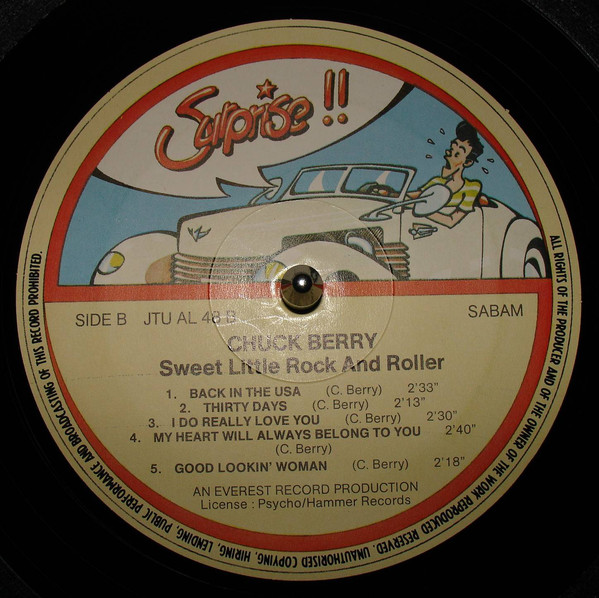 Surprise!!
SIDE B JTU AL 48 B
SABAM
CHUCK BERRY
Sweet Little Rock And Roller
1. BACK IN THE USA (C. Berry) 2'33"
2. THIRTY DAYS (C. Berry) 2'13"
3. I DO REALLY LOVE YOU (C. Berry) 2'30"
4. MY HEART WILL ALWAYS BELONG TO YOU 2'40"
(C. Berry)
5. GOOD LOOKIN' WOMAN (C. Berry) 2'18"
AN EVEREST RECORD PRODUCTION
License : Psycho/Hammer Records
ALL RIGHTS OF THE PRODUCER AND OF THE OWNER OF THE WORK REPRODUCED RESERVED. UNAUTHORISED COPYING, HIRING, LENDING, PUBLIC PERFORMANCE AND BROADCASTING OF THIS RECORD PROHIBITED.